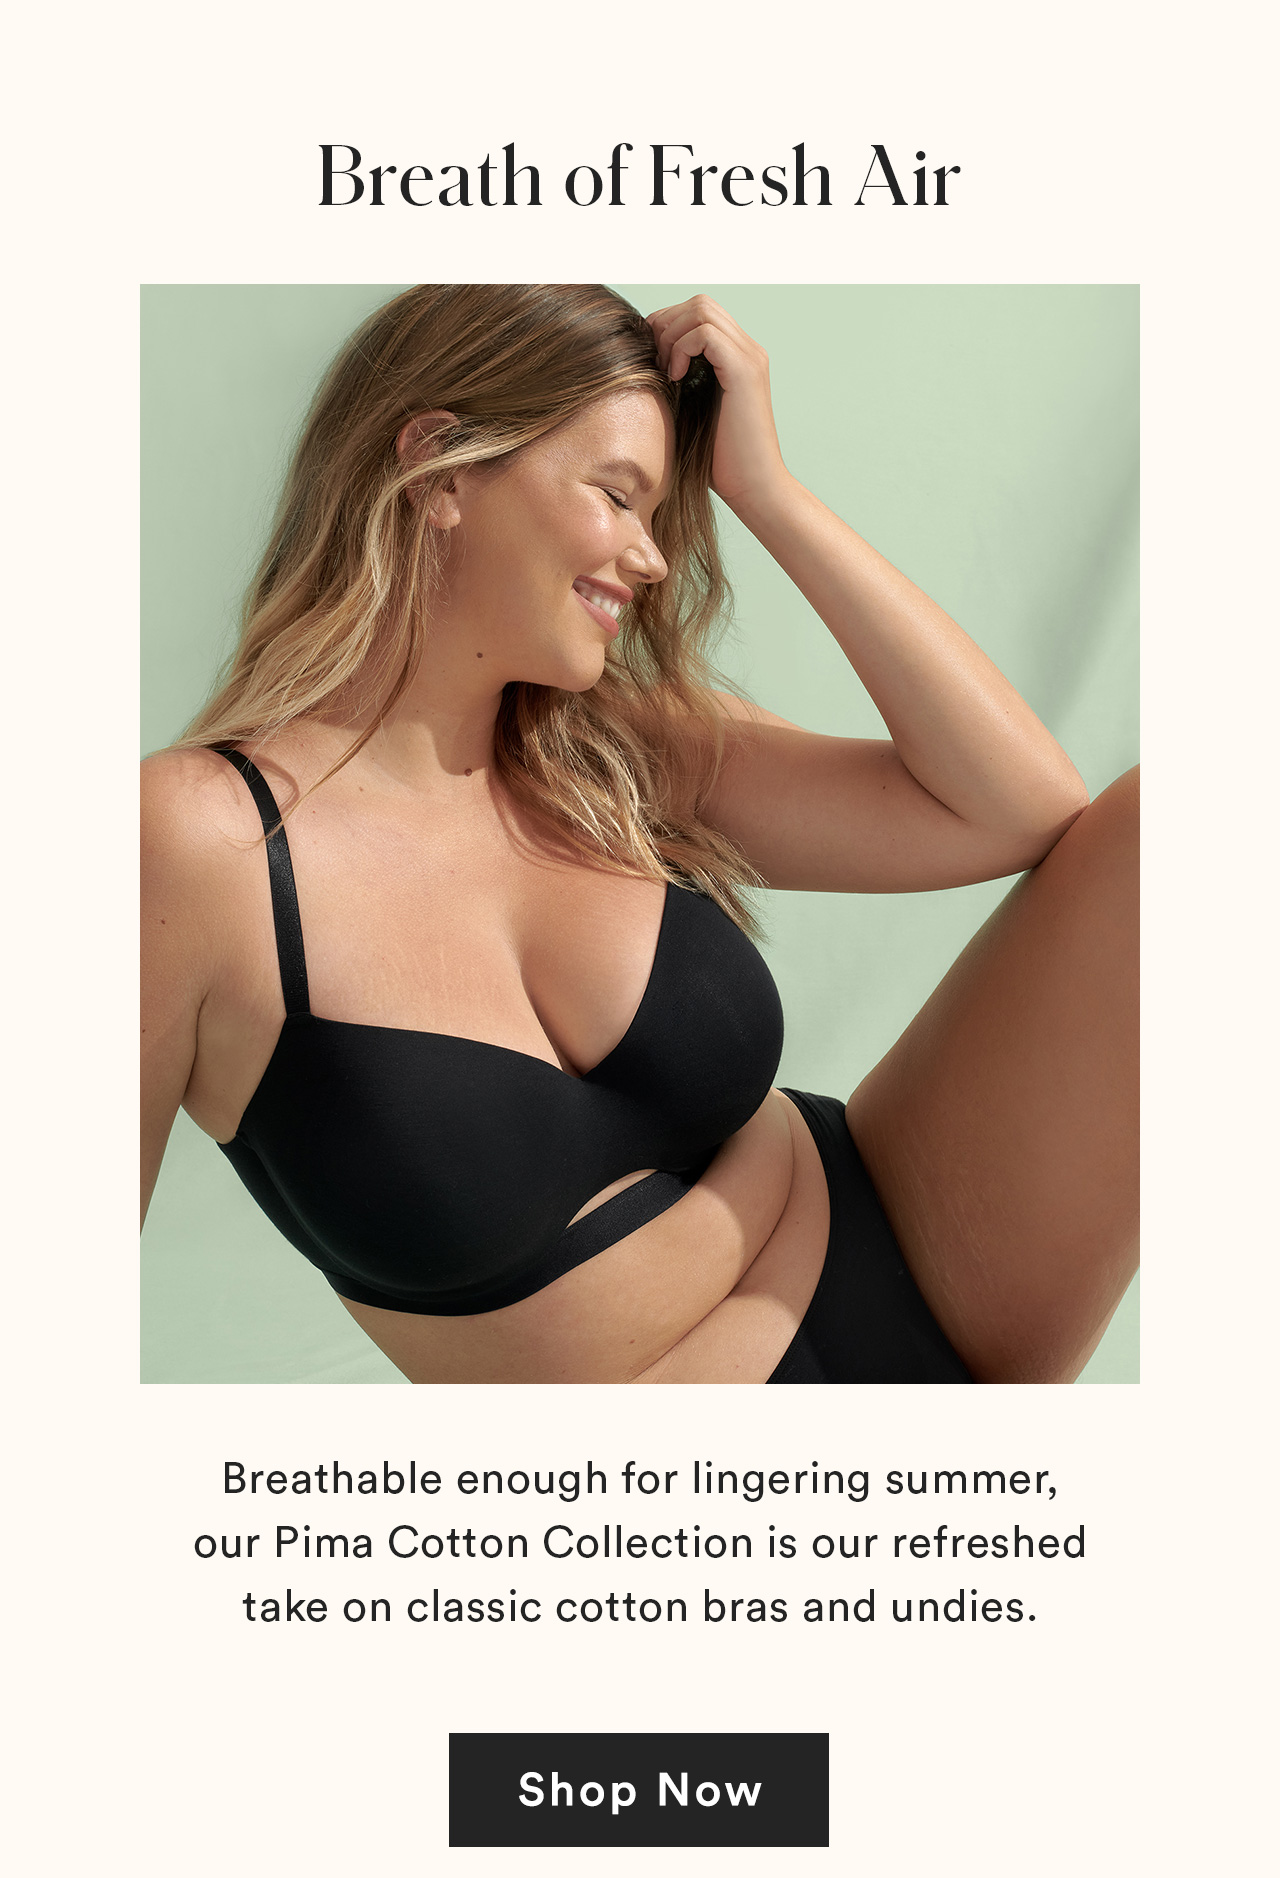 Breath of Fresh Air
Breathable enough for lingering summer,
our Pima Cotton Collection is our refreshed
take on classic cotton bras and undies.
Shop Now